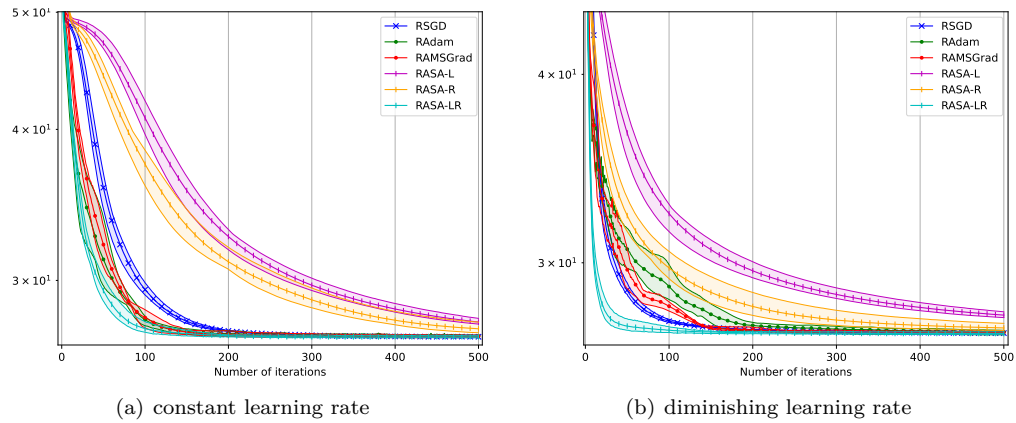 5 × 10¹
4 × 10¹
3 × 10¹
0 100 200 300 400 500
Number of iterations
RSGD
RAdam
RAMSGrad
RASA-L
RASA-R
RASA-LR
(a) constant learning rate
4 × 10¹
3 × 10¹
0 100 200 300 400 500
Number of iterations
RSGD
RAdam
RAMSGrad
RASA-L
RASA-R
RASA-LR
(b) diminishing learning rate